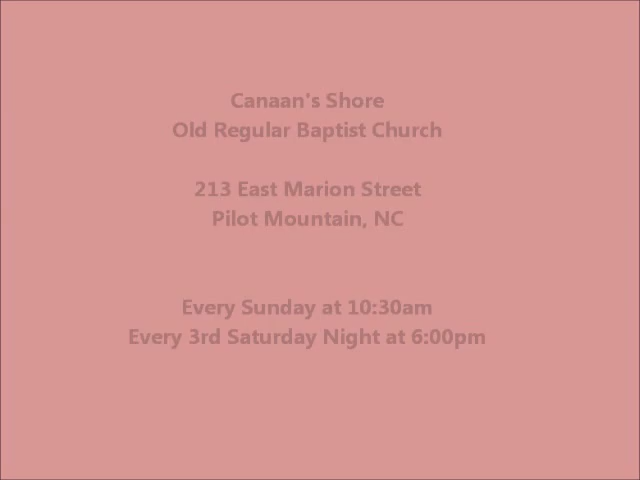 Canaan's Shore
Old Regular Baptist Church
213 East Marion Street
Pilot Mountain, NC
Every Sunday at 10:30am
Every 3rd Saturday Night at 6:00pm